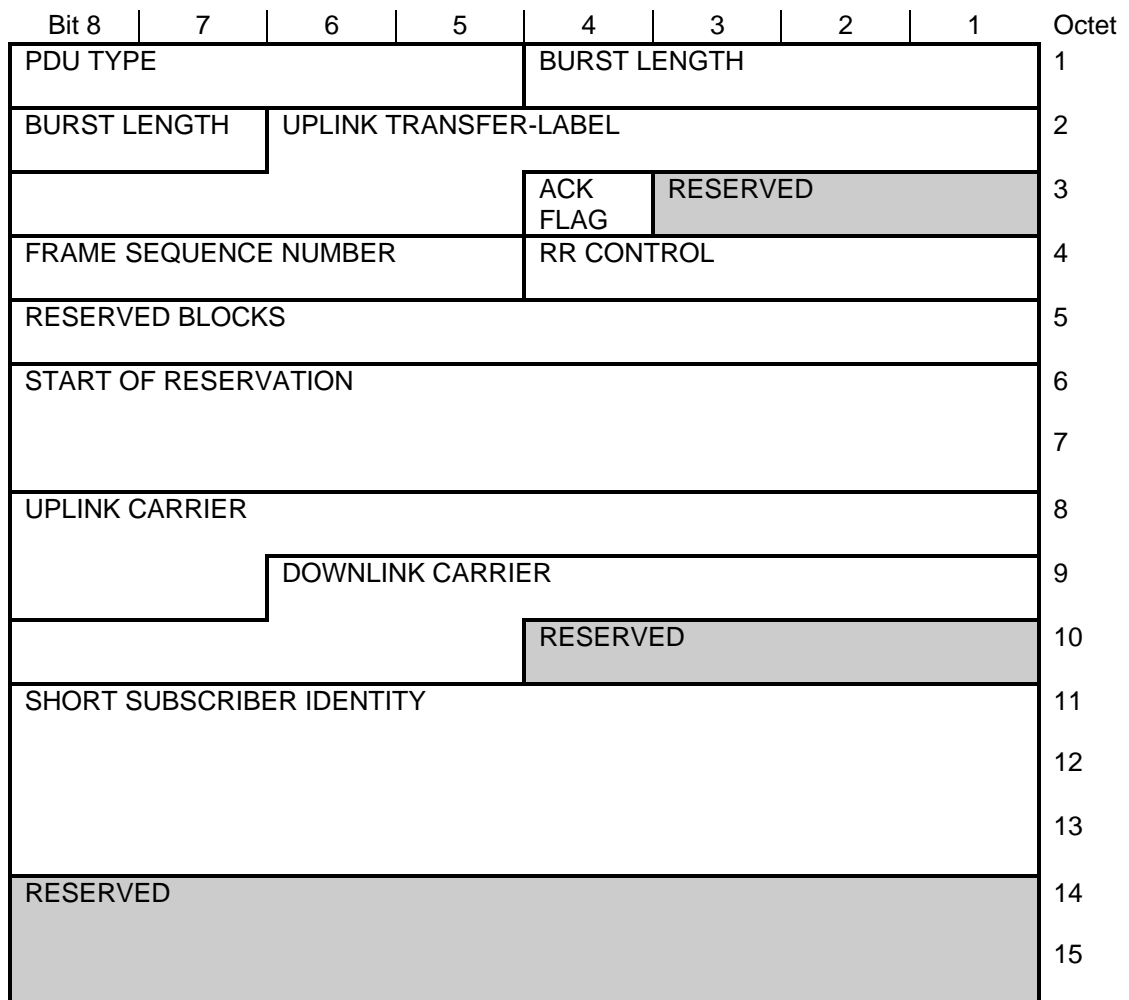 Bit 8 7 6 5 4 3 2 1 Octet
PDU TYPE BURST LENGTH 1
BURST LENGTH UPLINK TRANSFER-LABEL 2
ACK RESERVED 3
FLAG
FRAME SEQUENCE NUMBER RR CONTROL 4
RESERVED BLOCKS 5
START OF RESERVATION 6
7
UPLINK CARRIER 8
DOWNLINK CARRIER 9
RESERVED 10
SHORT SUBSCRIBER IDENTITY 11
12
13
RESERVED 14
15